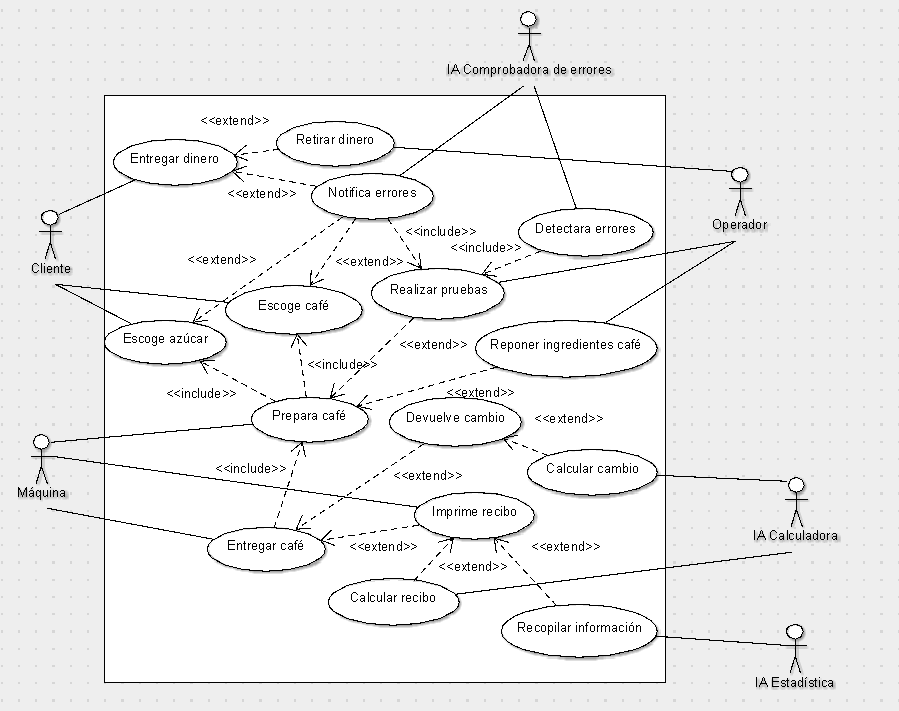 IA Comprobadora de errores
<<extend>>
Retirar dinero
Entregar dinero
<<extend>>
Notifica errores
Operador
Detectara errores
<<include>>
<<include>>
Cliente
<<extend>>
<<extend>>
Realizar pruebas
Escoge café
Escoge azúcar
<<extend>>
Reponer ingredientes café
<<include>>
<<include>>
<<extend>>
Prepara café
Devuelve cambio
<<extend>>
<<include>>
Calcular cambio
<<extend>>
Máquina
Imprime recibo
IA Calculadora
Entregar café
<<extend>>
<<extend>>
<<extend>>
Calcular recibo
Recopilar información
IA Estadística